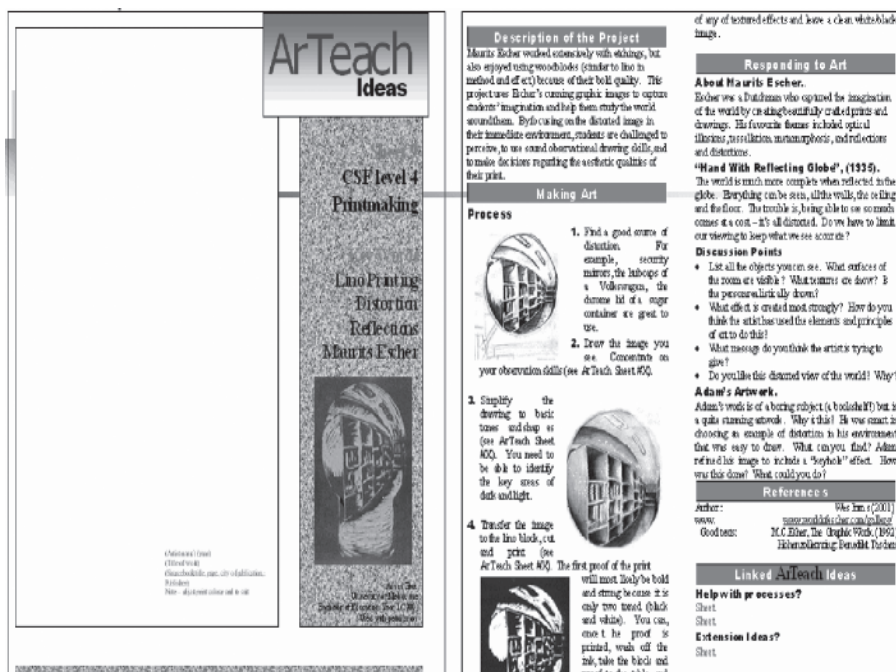 ArTeach
Ideas
CSF level 4
Printmaking
Lino Printing
Distortion
Reflections
Maurits Escher
Description of the Project
Maurits Escher worked extensively with etchings, but
also enjoyed using woodblocks (similar to lino in
method and effect) because of their bold quality. This
project uses Escher's cunning graphic images to capture
students' imagination and help them study the world
around them. By focusing on the distorted image in
their immediate environment, students are challenged to
perceive, to use sound observational drawing skills, and
to make decisions regarding the aesthetic qualities of
their print.
Making Art
Process
1. Find a good source of
distortion. For
example, security
mirrors, the hubcaps of
a Volkswagen, the
chrome lid of a sugar
container are great to
use.
2. Draw the image you
see. Concentrate on
your observation skills (see ArTeach Sheet #XX).
3. Simplify the
drawing to basic
tones and shapes
(see ArTeach Sheet
#XX). You need to
be able to identify
the key areas of
dark and light.
4. Transfer the image
to the lino block, cut
and print (see
ArTeach Sheet #XX). The first proof of the print
will most likely be bold
and strong because it is
only two toned (black
and white). You can,
once the proof is
printed, wash off the
ink, take the block and
of any of textured effects and leave a clean white/black
image.
Responding to Art
About Maurits Escher..
Escher was a Dutchman who captured the imagination
of the world by creating beautifully crafted prints and
drawings. His favourite themes included optical
illusions, tessellation, metamorphosis, and reflections
and distortions.
"Hand With Reflecting Globe", (1935).
The world is much more complete when reflected in the
globe. Everything can be seen, all the walls, the ceiling
and the floor. The trouble is, being able to see so much
comes at a cost – it's all distorted. Do we have to limit
our viewing to keep what we see accurate?
Discussion Points
• List all the objects you can see. What surfaces of
the room are visible? What textures are shown? Is
the person realistically drawn?
• What effect is created most strongly? How do you
think the artist has used the elements and principles
of art to do this?
• What message do you think the artist is trying to
give?
• Do you like this distorted view of the world? Why?
Adam's Artwork.
Adam's work is of a boring subject (a bookshelf!) but is
a quite stunning artwork. Why is this? He was smart in
choosing an example of distortion in his environment
that was easy to draw. What can you find? Adam
refined his image to include a "keyhole" effect. How
was this done? What could you do?
References
Author: (2001)
www: www.worldofescher.com/gallery/
Good texts: M.C. Escher, The Graphic Work. (1992)
Linked ArTeach Ideas
Help with processes?
Sheet
Sheet
Extension Ideas?
Sheet